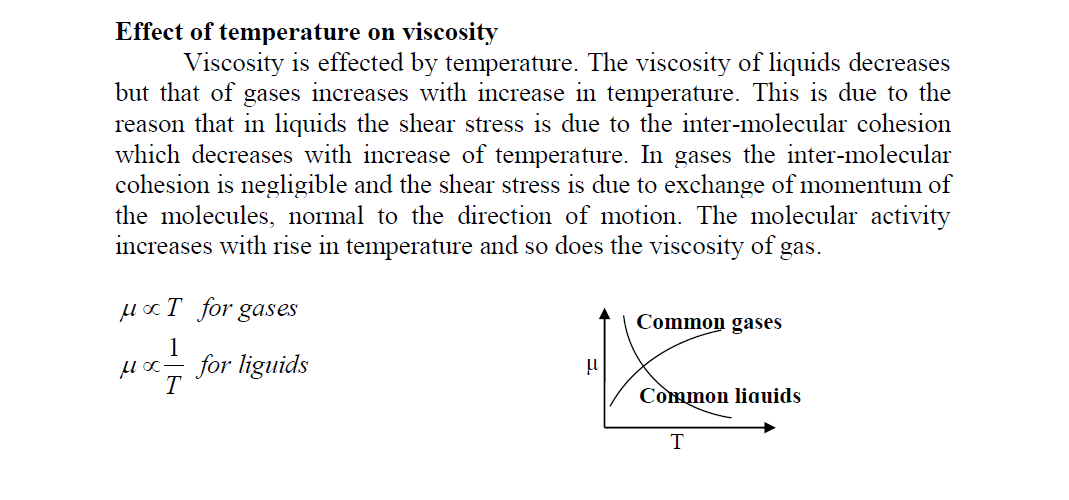 Effect of temperature on viscosity
Viscosity is effected by temperature. The viscosity of liquids decreases
but that of gases increases with increase in temperature. This is due to the
reason that in liquids the shear stress is due to the inter-molecular cohesion
which decreases with increase of temperature. In gases the inter-molecular
cohesion is negligible and the shear stress is due to exchange of momentum of
the molecules, normal to the direction of motion. The molecular activity
increases with rise in temperature and so does the viscosity of gas.
μ ∝ T for gases
μ ∝ 1/T for liguids
Common gases
μ
Common liquids
T